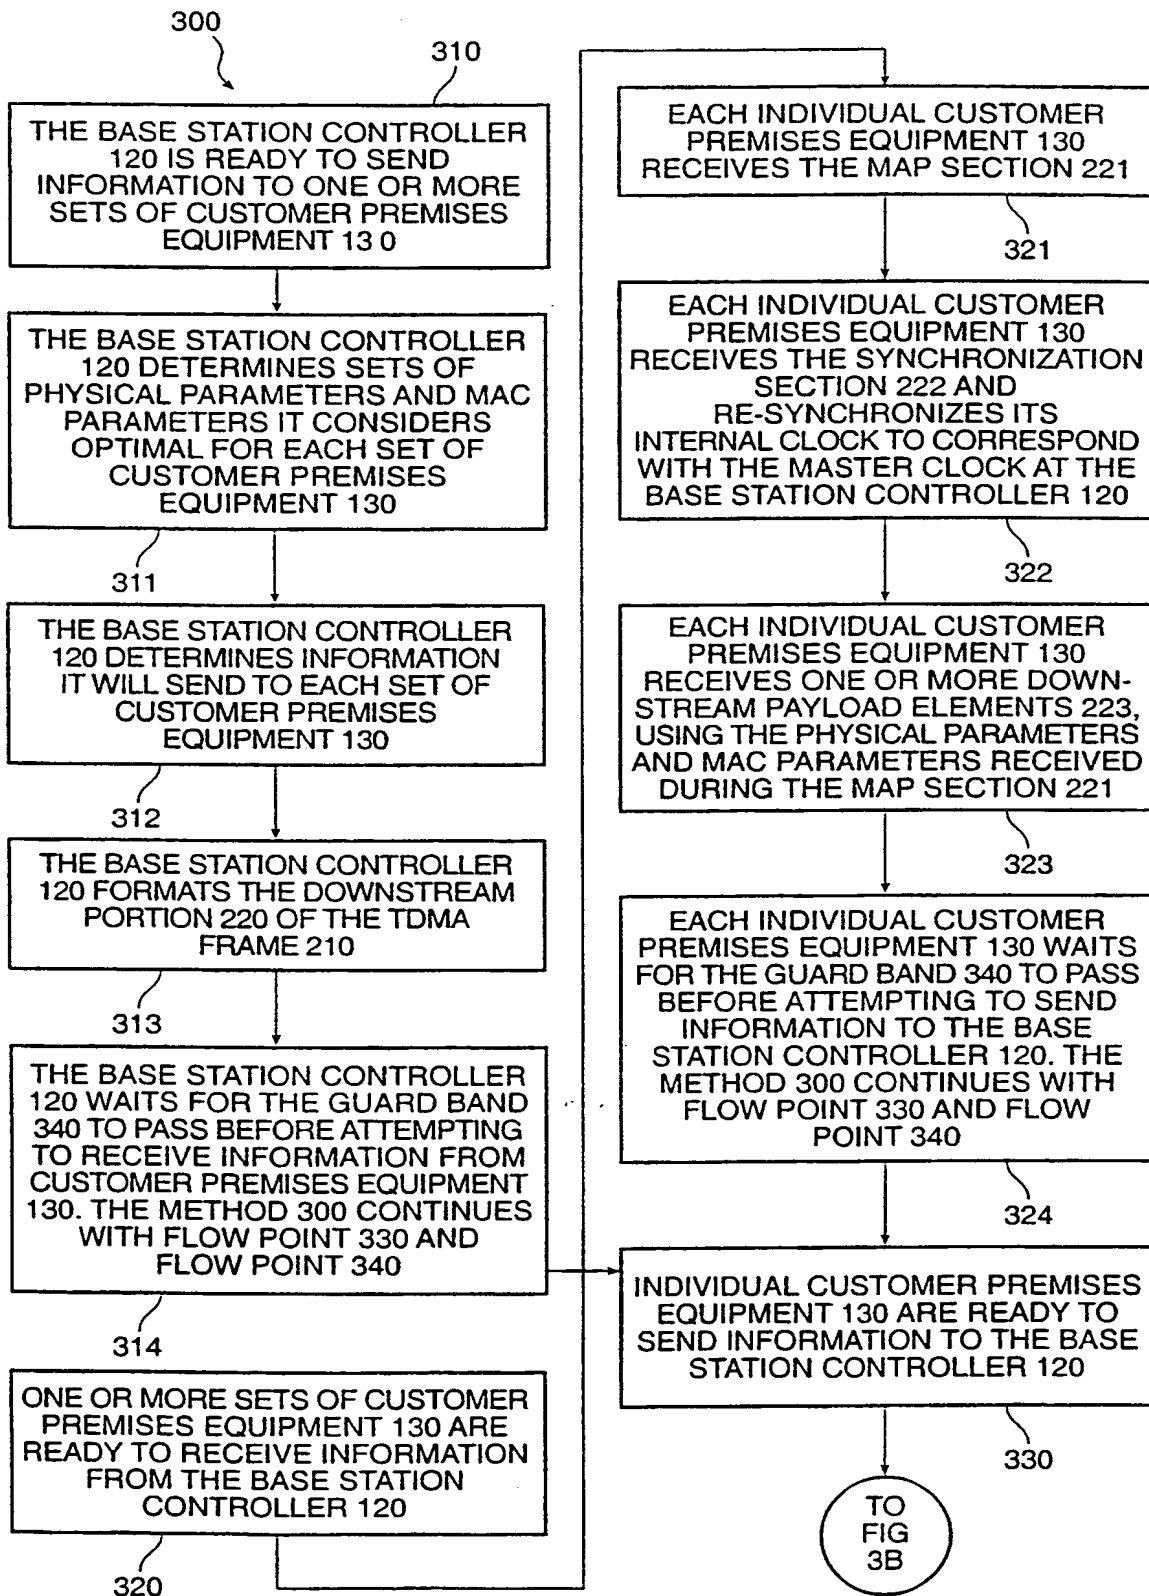 300
310
THE BASE STATION CONTROLLER
120 IS READY TO SEND
INFORMATION TO ONE OR MORE
SETS OF CUSTOMER PREMISES
EQUIPMENT 13 0
THE BASE STATION CONTROLLER
120 DETERMINES SETS OF
PHYSICAL PARAMETERS AND MAC
PARAMETERS IT CONSIDERS
OPTIMAL FOR EACH SET OF
CUSTOMER PREMISES
EQUIPMENT 130
311
THE BASE STATION CONTROLLER
120 DETERMINES INFORMATION
IT WILL SEND TO EACH SET OF
CUSTOMER PREMISES
EQUIPMENT 130
312
THE BASE STATION CONTROLLER
120 FORMATS THE DOWNSTREAM
PORTION 220 OF THE TDMA
FRAME 210
313
THE BASE STATION CONTROLLER
120 WAITS FOR THE GUARD BAND
340 TO PASS BEFORE ATTEMPTING
TO RECEIVE INFORMATION FROM
CUSTOMER PREMISES EQUIPMENT
130. THE METHOD 300 CONTINUES
WITH FLOW POINT 330 AND
FLOW POINT 340
314
ONE OR MORE SETS OF CUSTOMER
PREMISES EQUIPMENT 130 ARE
READY TO RECEIVE INFORMATION
FROM THE BASE STATION
CONTROLLER 120
320
EACH INDIVIDUAL CUSTOMER
PREMISES EQUIPMENT 130
RECEIVES THE MAP SECTION 221
321
EACH INDIVIDUAL CUSTOMER
PREMISES EQUIPMENT 130
RECEIVES THE SYNCHRONIZATION
SECTION 222 AND
RE-SYNCHRONIZES ITS
INTERNAL CLOCK TO CORRESPOND
WITH THE MASTER CLOCK AT THE
BASE STATION CONTROLLER 120
322
EACH INDIVIDUAL CUSTOMER
PREMISES EQUIPMENT 130
RECEIVES ONE OR MORE DOWN-
STREAM PAYLOAD ELEMENTS 223,
USING THE PHYSICAL PARAMETERS
AND MAC PARAMETERS RECEIVED
DURING THE MAP SECTION 221
323
EACH INDIVIDUAL CUSTOMER
PREMISES EQUIPMENT 130 WAITS
FOR THE GUARD BAND 340 TO PASS
BEFORE ATTEMPTING TO SEND
INFORMATION TO THE BASE
STATION CONTROLLER 120. THE
METHOD 300 CONTINUES WITH
FLOW POINT 330 AND FLOW
POINT 340
324
INDIVIDUAL CUSTOMER PREMISES
EQUIPMENT 130 ARE READY TO
SEND INFORMATION TO THE BASE
STATION CONTROLLER 120
330
TO
FIG
3B